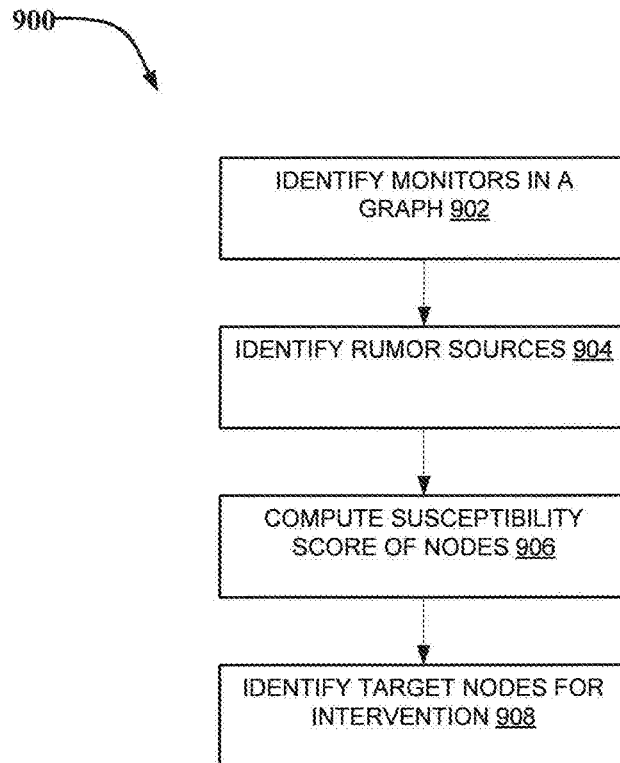 900
IDENTIFY MONITORS IN A
GRAPH 902
IDENTIFY RUMOR SOURCES 904
COMPUTE SUSCEPTIBILITY
SCORE OF NODES 906
IDENTIFY TARGET NODES FOR
INTERVENTION 908